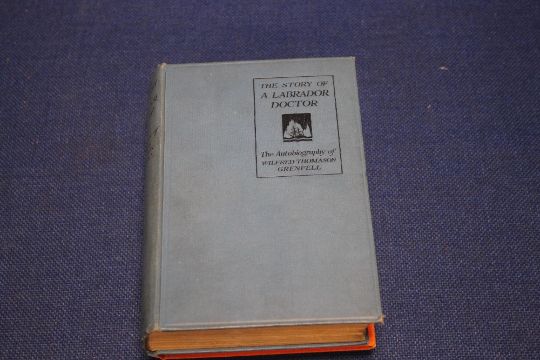 THE STORY OF
A LABRADOR
DOCTOR
The Autobiography of
WILFRED THOMASON
GRENFELL